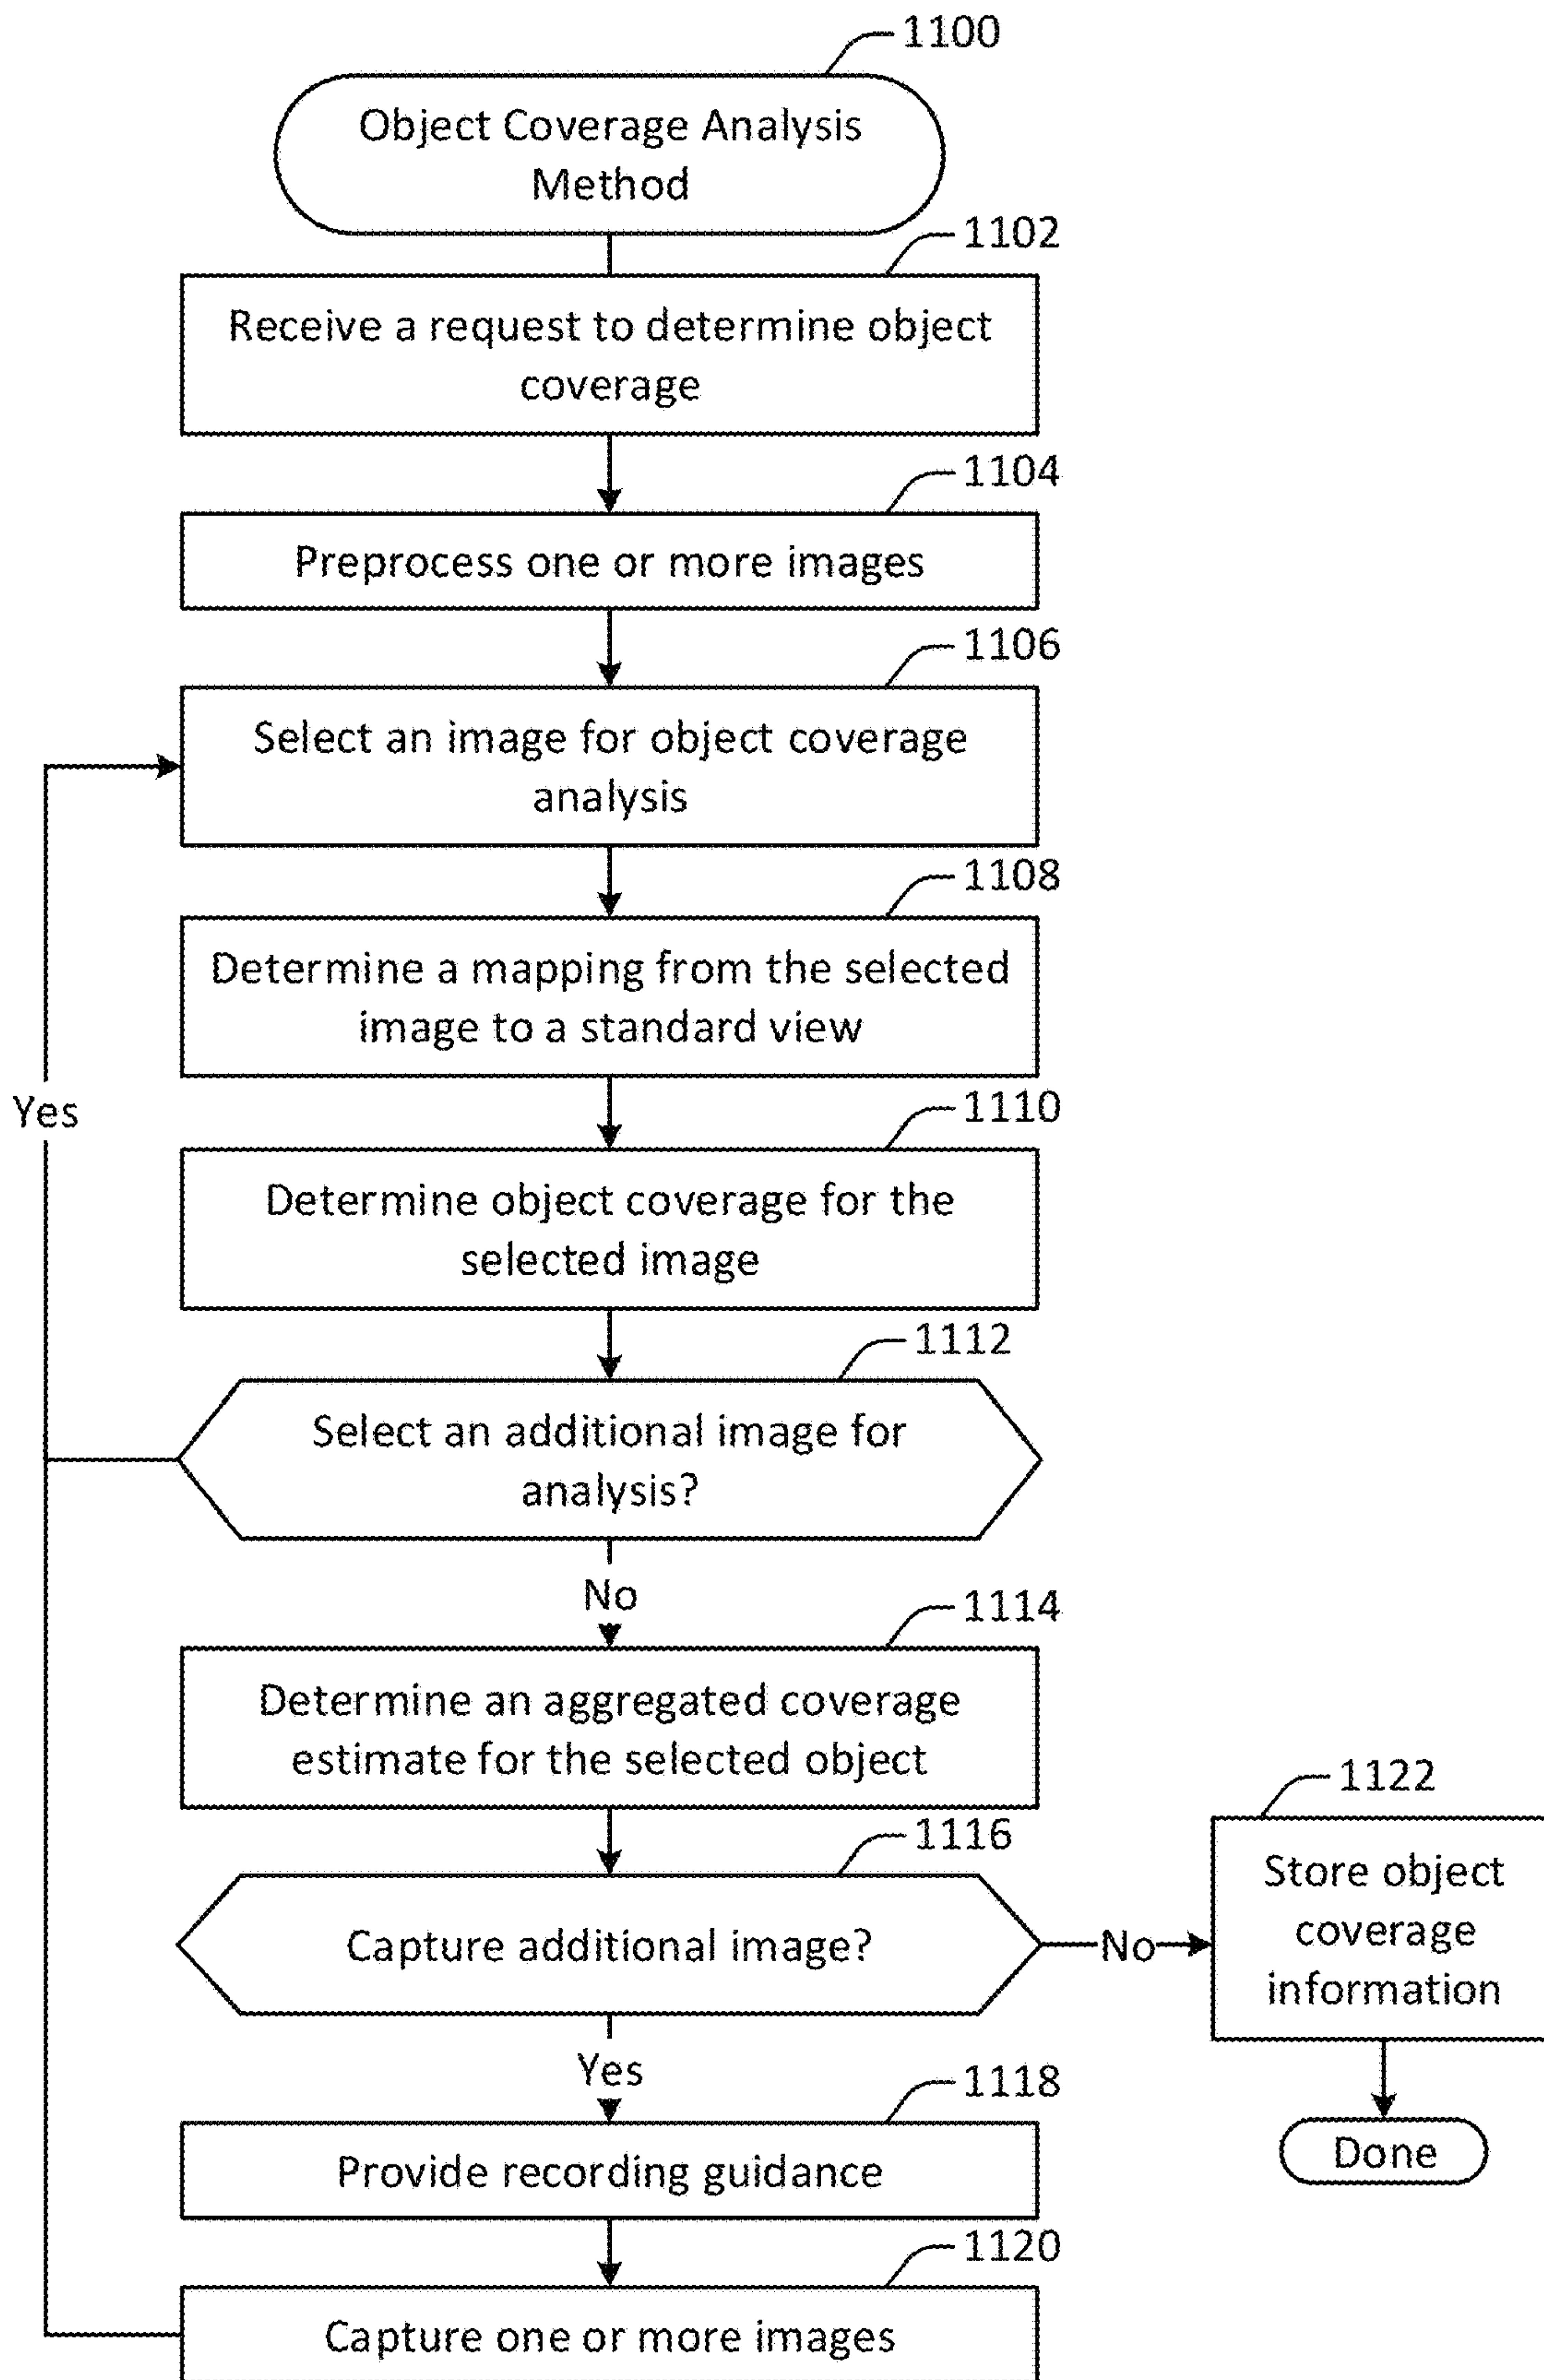 1100
Object Coverage Analysis
Method
1102
Receive a request to determine object
coverage
1104
Preprocess one or more images
1106
Select an image for object coverage
analysis
1108
Determine a mapping from the selected
image to a standard view
Yes
1110
Determine object coverage for the
selected image
1112
Select an additional image for
analysis?
No
1114
Determine an aggregated coverage
estimate for the selected object
1116
Capture additional image?
No
1122
Store object
coverage
information
Done
Yes
1118
Provide recording guidance
1120
Capture one or more images